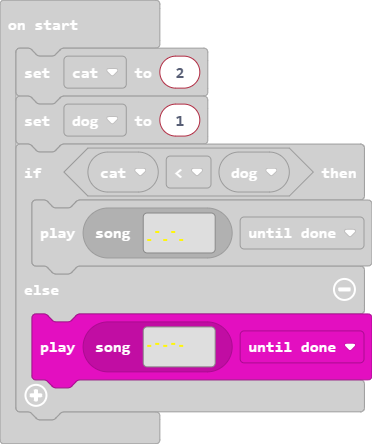 on start
set cat to 2
set dog to 1
if cat < dog then
play song until done
else
play song until done